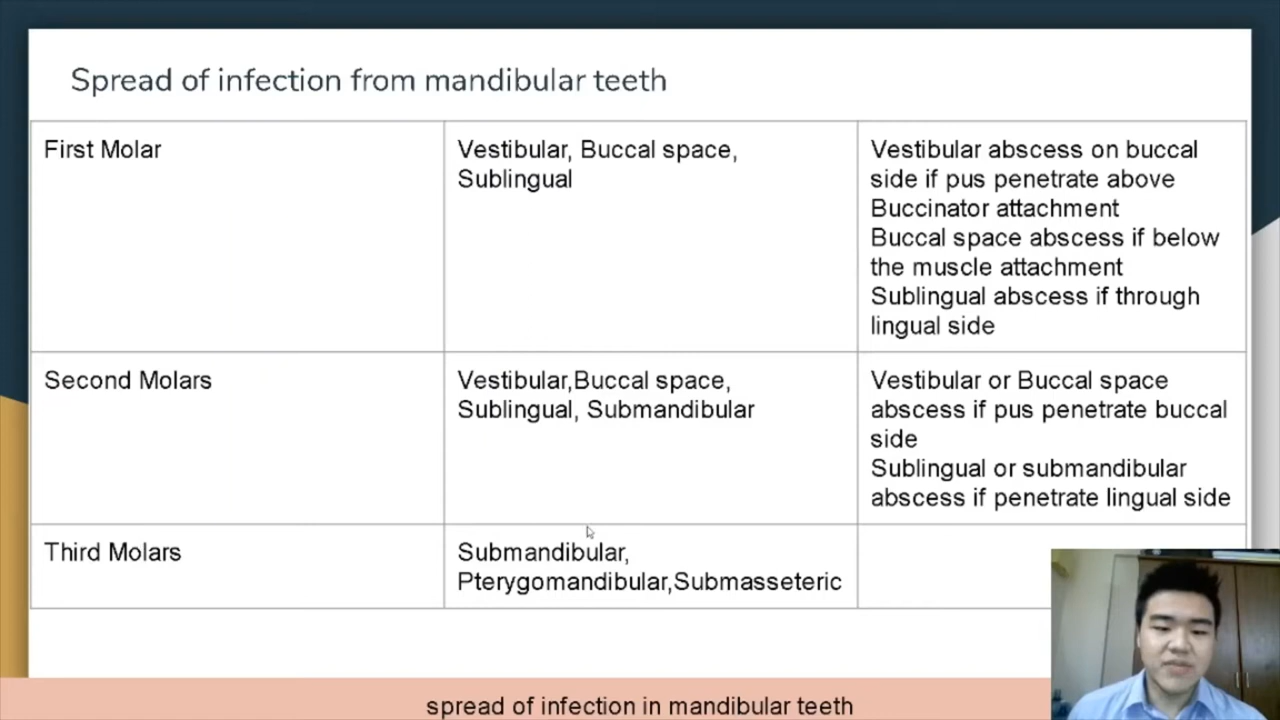 Spread of infection from mandibular teeth
First Molar
Vestibular, Buccal space,
Sublingual
Vestibular abscess on buccal
side if pus penetrate above
Buccinator attachment
Buccal space abscess if below
the muscle attachment
Sublingual abscess if through
lingual side
Second Molars
Vestibular,Buccal space,
Sublingual, Submandibular
Vestibular or Buccal space
abscess if pus penetrate buccal
side
Sublingual or submandibular
abscess if penetrate lingual side
Third Molars
Submandibular,
Pterygomandibular,Submasseteric
spread of infection in mandibular teeth